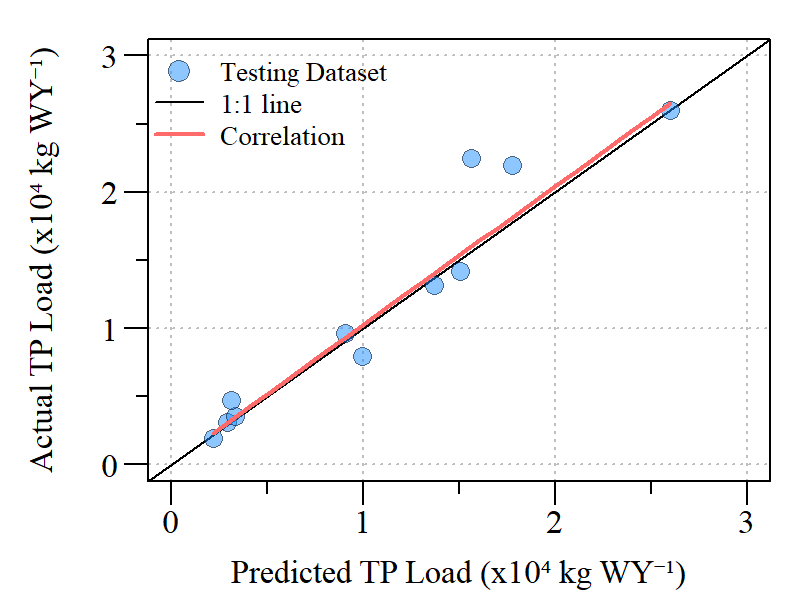 Actual TP Load (x10⁴ kg WY⁻¹)
3
2
1
0
Testing Dataset
1:1 line
Correlation
0 1 2 3
Predicted TP Load (x10⁴ kg WY⁻¹)